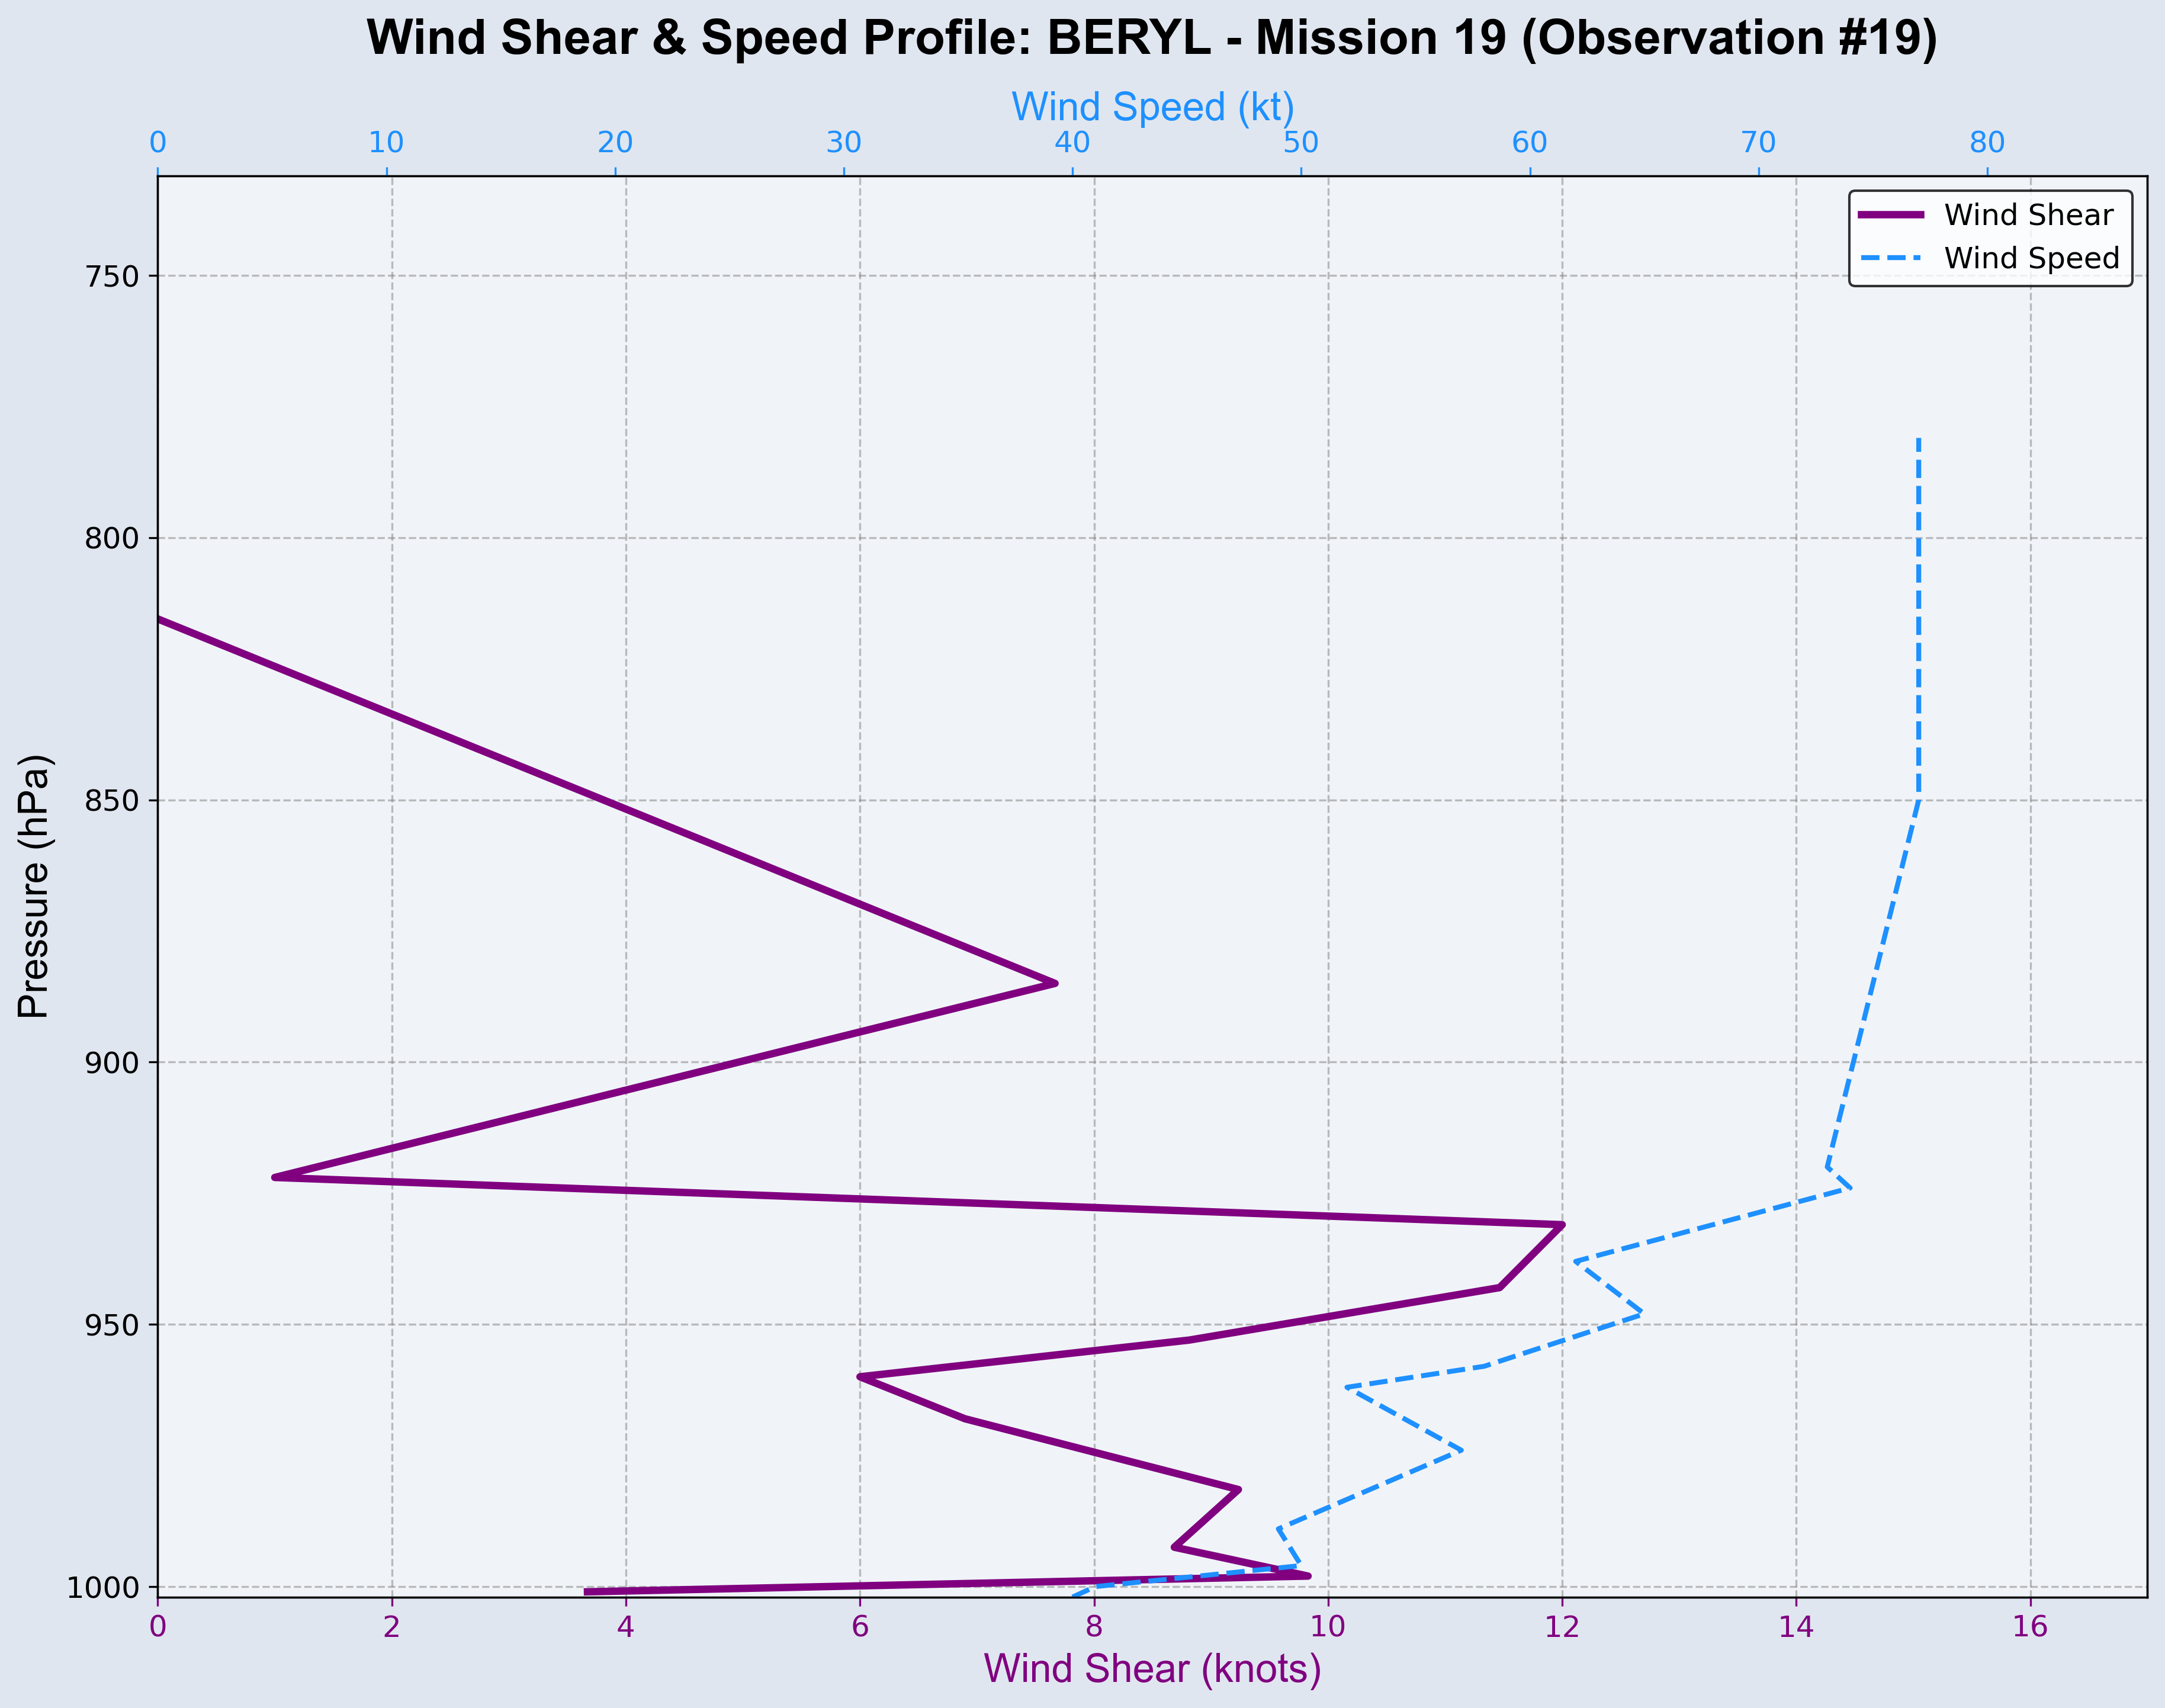 Wind Shear & Speed Profile: BERYL - Mission 19 (Observation #19)
Wind Speed (kt)
0 10 20 30 40 50 60 70 80
Wind Shear
Wind Speed
750
800
850
900
950
1000
Pressure (hPa)
0 2 4 6 8 10 12 14 16
Wind Shear (knots)